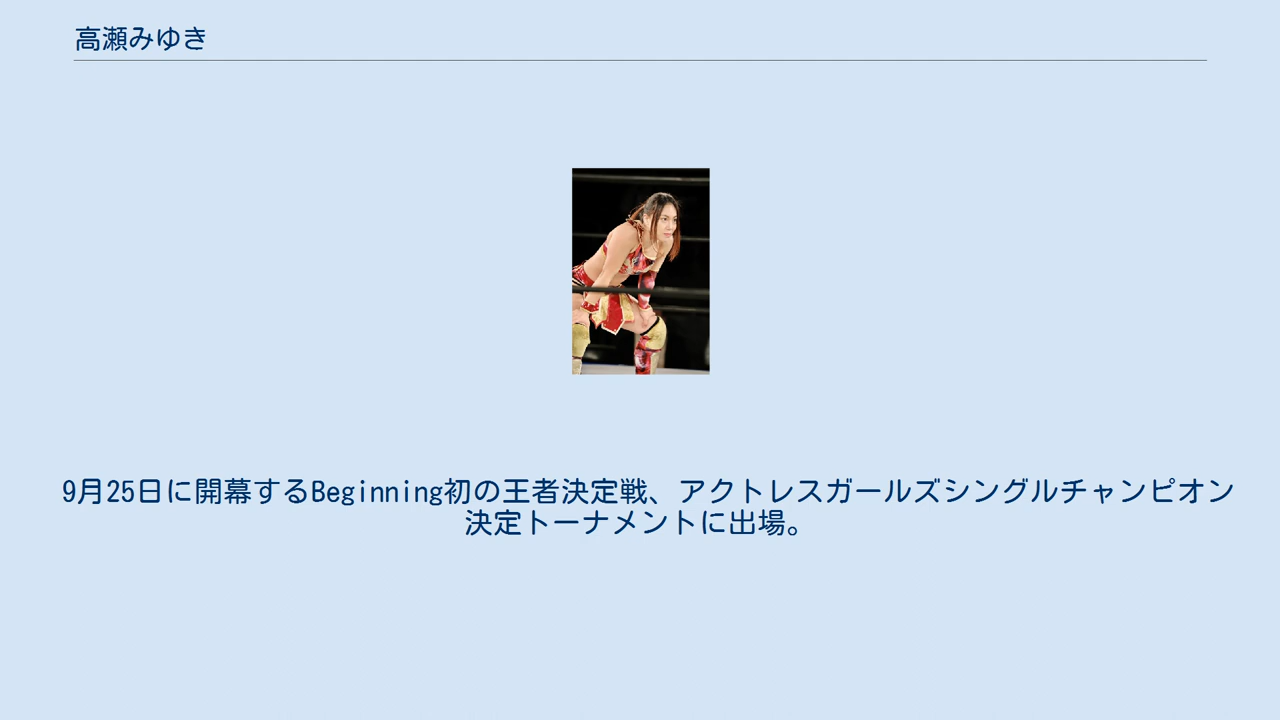 高瀬みゆき
9月25日に開幕するBeginning初の王者決定戦、アクトレスガールズシングルチャンピオン
決定トーナメントに出場。